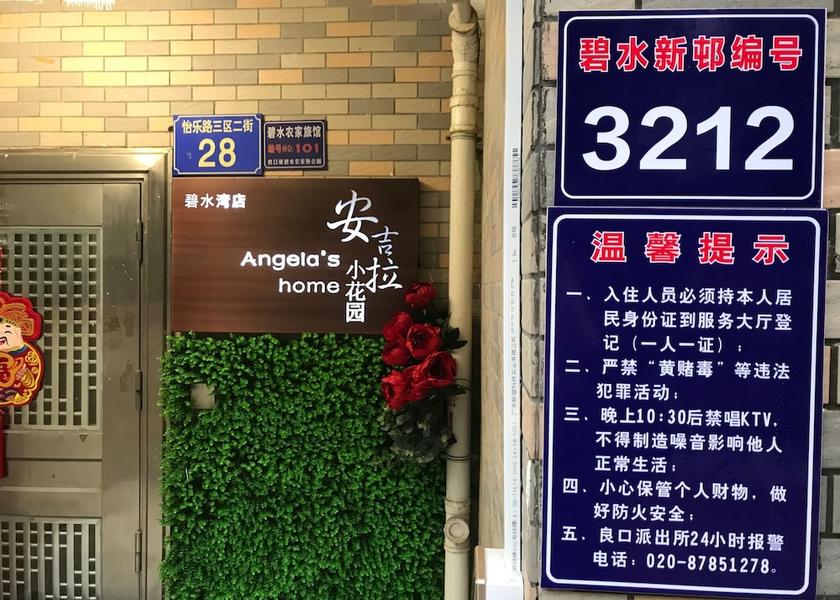 怡乐路三区二街
28
碧水农家旅馆
编号NO：101
碧水湾店
安吉拉
Angela's
home
小花园
碧水新邨编号
3212
温馨提示
一、入住人员必须持本人居
民身份证到服务大厅登
记（一人一证）；
二、严禁“黄赌毒”等违法
犯罪活动；
三、晚上10:30后禁唱KTV，
不得制造噪音影响他人
正常生活；
四、小心保管个人财物，做
好防火安全；
五、良口派出所24小时报警
电话：020-87851278。